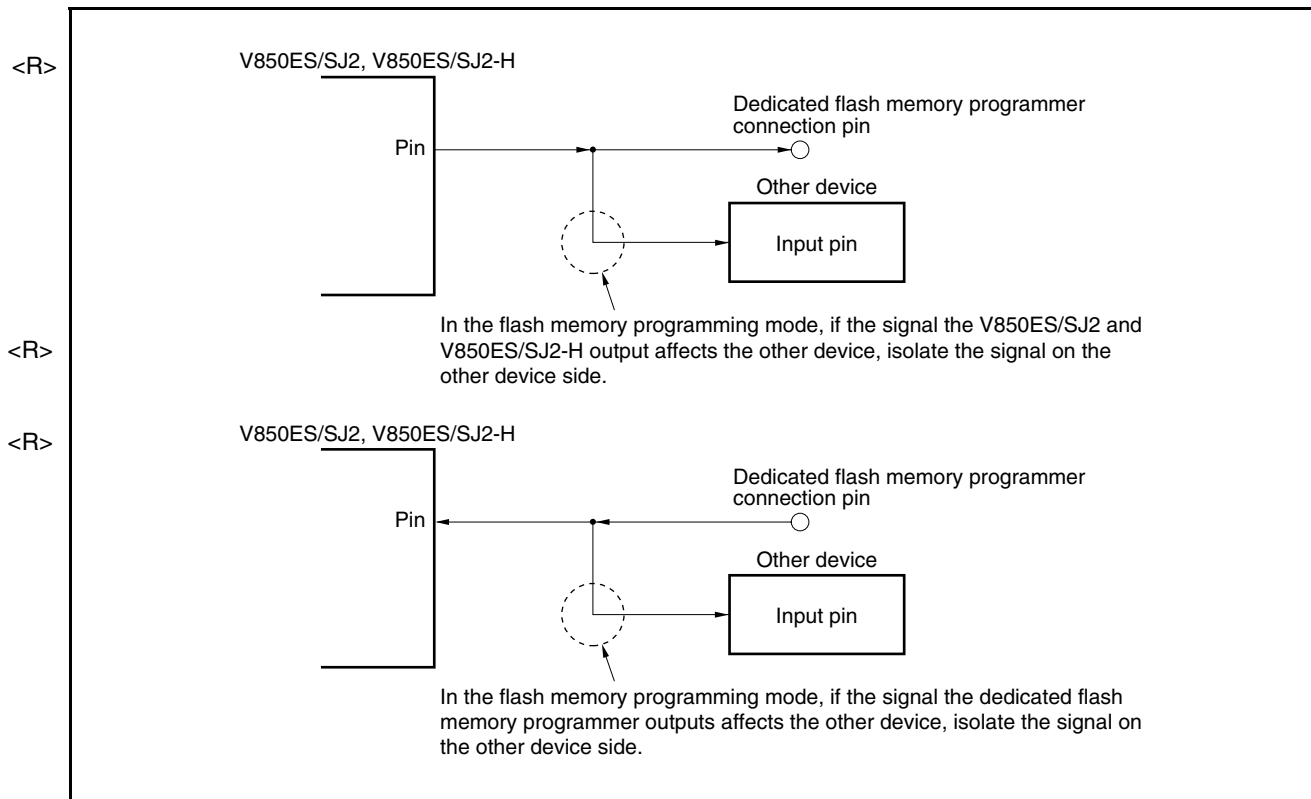 <R>
V850ES/SJ2, V850ES/SJ2-H
Dedicated flash memory programmer
connection pin
Pin
Other device
Input pin
In the flash memory programming mode, if the signal the V850ES/SJ2 and
<R>
V850ES/SJ2-H output affects the other device, isolate the signal on the
other device side.
<R>
V850ES/SJ2, V850ES/SJ2-H
Dedicated flash memory programmer
connection pin
Pin
Other device
Input pin
In the flash memory programming mode, if the signal the dedicated flash
memory programmer outputs affects the other device, isolate the signal on
the other device side.